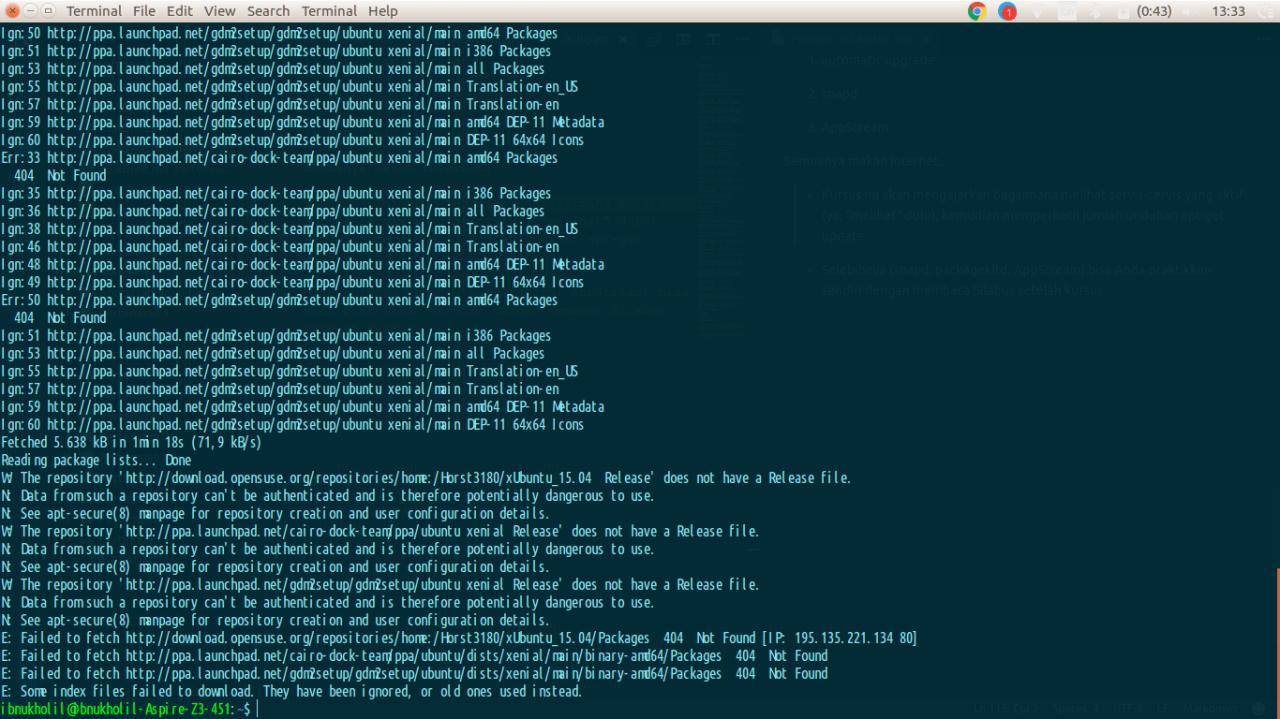 Terminal File Edit View Search Terminal Help 1 (0:43) 13:33
Ign:50 http://ppa.launchpad.net/gdm2setup/gdm2setup/ubuntu xenial/main amd64 Packages
Ign:51 http://ppa.launchpad.net/gdm2setup/gdm2setup/ubuntu xenial/main i386 Packages
Ign:53 http://ppa.launchpad.net/gdm2setup/gdm2setup/ubuntu xenial/main all Packages
Ign:55 http://ppa.launchpad.net/gdm2setup/gdm2setup/ubuntu xenial/main Translation-en_US
Ign:57 http://ppa.launchpad.net/gdm2setup/gdm2setup/ubuntu xenial/main Translation-en
Ign:59 http://ppa.launchpad.net/gdm2setup/gdm2setup/ubuntu xenial/main amd64 DEP-11 Metadata
Ign:60 http://ppa.launchpad.net/gdm2setup/gdm2setup/ubuntu xenial/main DEP-11 64x64 Icons
Err:33 http://ppa.launchpad.net/cairo-dock-team/ppa/ubuntu xenial/main amd64 Packages
404 Not Found
Ign:35 http://ppa.launchpad.net/cairo-dock-team/ppa/ubuntu xenial/main i386 Packages
Ign:36 http://ppa.launchpad.net/cairo-dock-team/ppa/ubuntu xenial/main all Packages
Ign:38 http://ppa.launchpad.net/cairo-dock-team/ppa/ubuntu xenial/main Translation-en_US
Ign:46 http://ppa.launchpad.net/cairo-dock-team/ppa/ubuntu xenial/main Translation-en
Ign:48 http://ppa.launchpad.net/cairo-dock-team/ppa/ubuntu xenial/main amd64 DEP-11 Metadata
Ign:49 http://ppa.launchpad.net/cairo-dock-team/ppa/ubuntu xenial/main DEP-11 64x64 Icons
Err:50 http://ppa.launchpad.net/gdm2setup/gdm2setup/ubuntu xenial/main amd64 Packages
404 Not Found
Ign:51 http://ppa.launchpad.net/gdm2setup/gdm2setup/ubuntu xenial/main i386 Packages
Ign:53 http://ppa.launchpad.net/gdm2setup/gdm2setup/ubuntu xenial/main all Packages
Ign:55 http://ppa.launchpad.net/gdm2setup/gdm2setup/ubuntu xenial/main Translation-en_US
Ign:57 http://ppa.launchpad.net/gdm2setup/gdm2setup/ubuntu xenial/main Translation-en
Ign:59 http://ppa.launchpad.net/gdm2setup/gdm2setup/ubuntu xenial/main amd64 DEP-11 Metadata
Ign:60 http://ppa.launchpad.net/gdm2setup/gdm2setup/ubuntu xenial/main DEP-11 64x64 Icons
Fetched 5.638 kB in 1min 18s (71,9 kB/s)
Reading package lists... Done
W: The repository 'http://download.opensuse.org/repositories/home:/Horst3180/xUbuntu_15.04  Release' does not have a Release file.
N: Data from such a repository can't be authenticated and is therefore potentially dangerous to use.
N: See apt-secure(8) manpage for repository creation and user configuration details.
W: The repository 'http://ppa.launchpad.net/cairo-dock-team/ppa/ubuntu xenial Release' does not have a Release file.
N: Data from such a repository can't be authenticated and is therefore potentially dangerous to use.
N: See apt-secure(8) manpage for repository creation and user configuration details.
W: The repository 'http://ppa.launchpad.net/gdm2setup/gdm2setup/ubuntu xenial Release' does not have a Release file.
N: Data from such a repository can't be authenticated and is therefore potentially dangerous to use.
N: See apt-secure(8) manpage for repository creation and user configuration details.
E: Failed to fetch http://download.opensuse.org/repositories/home:/Horst3180/xUbuntu_15.04/Packages  404  Not Found [IP: 195.135.221.134 80]
E: Failed to fetch http://ppa.launchpad.net/cairo-dock-team/ppa/ubuntu/dists/xenial/main/binary-amd64/Packages  404  Not Found
E: Failed to fetch http://ppa.launchpad.net/gdm2setup/gdm2setup/ubuntu/dists/xenial/main/binary-amd64/Packages  404  Not Found
E: Some index files failed to download. They have been ignored, or old ones used instead.
ibnukholil@bnukholil-Aspire-Z3-451:~$
1. automatic upgrade
2. snapd
3. AppStream
Semuanya makan internet.